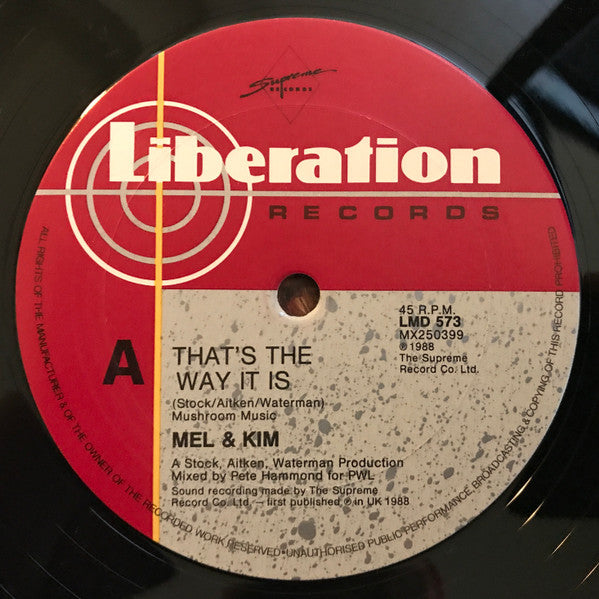 Supreme
RECORDS
Liberation
RECORDS
45 R.P.M.
LMD 573
MX250399
℗ 1988
The Supreme
Record Co. Ltd.
A
THAT'S THE
WAY IT IS
(Stock/Aitken/Waterman)
Mushroom Music
MEL & KIM
A Stock, Aitken, Waterman Production
Mixed by Pete Hammond for PWL
Sound recording made by The Supreme
Record Co. Ltd. — first published ℗ in UK 1988
ALL RIGHTS OF THE MANUFACTURER & OF THE OWNER OF THE RECORDED WORK RESERVED · UNAUTHORISED PUBLIC PERFORMANCE, BROADCASTING & COPYING OF THIS RECORD PROHIBITED